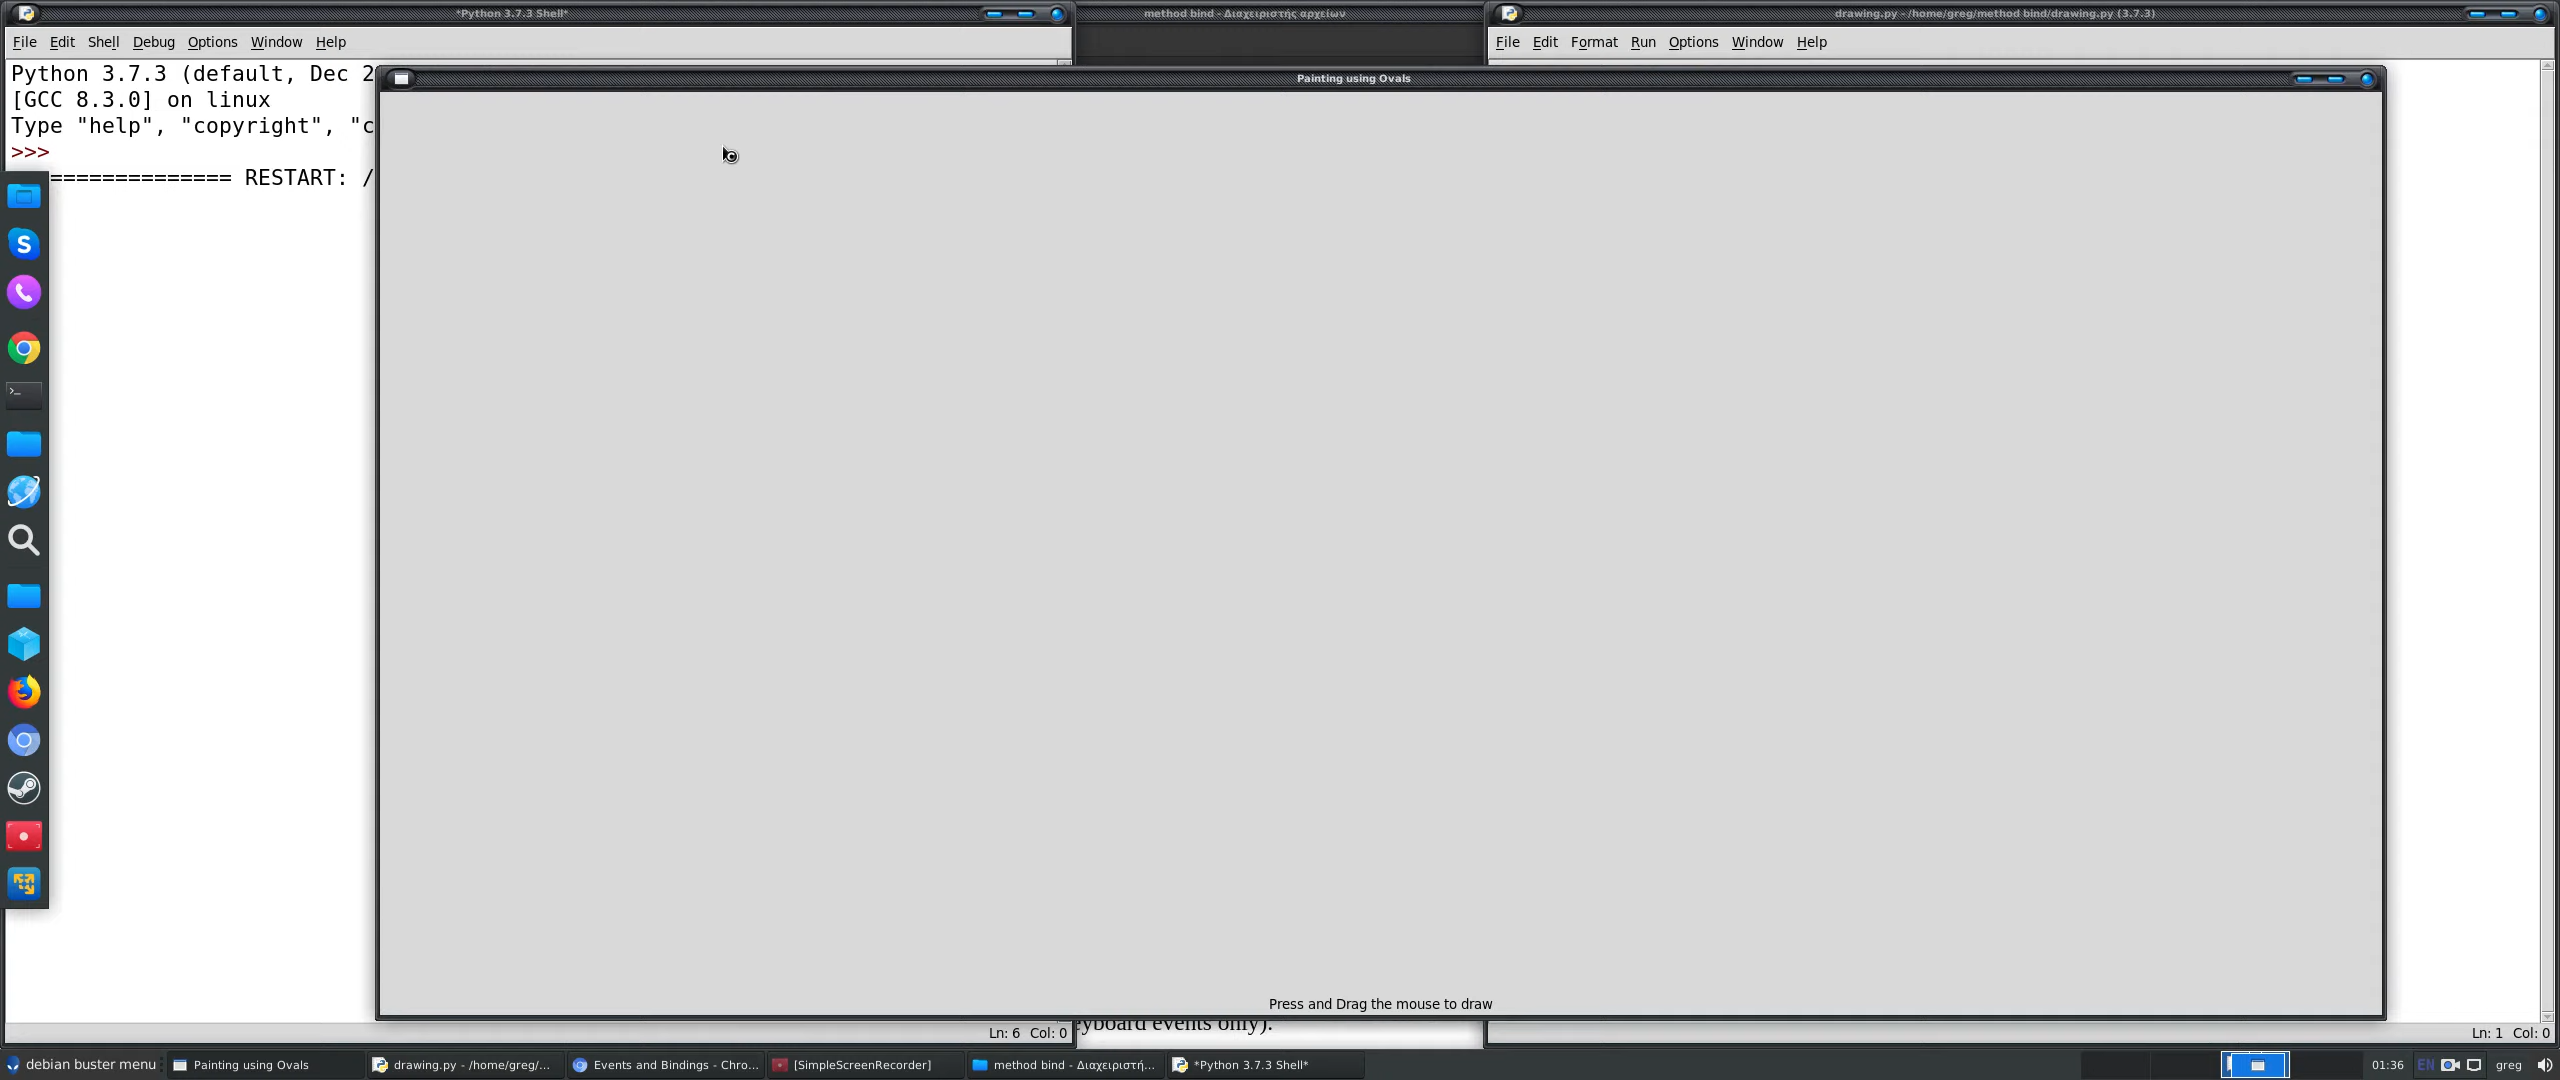 *Python 3.7.3 Shell*
File Edit Shell Debug Options Window Help
Python 3.7.3 (default, Dec 2
[GCC 8.3.0] on linux
Type "help", "copyright", "c
>>>
============== RESTART: /
Ln: 6 Col: 0
method bind - Διαχειριστής αρχείων
drawing.py - /home/greg/method bind/drawing.py (3.7.3)
File Edit Format Run Options Window Help
Painting using Ovals
Press and Drag the mouse to draw
eyboard events only).
Ln: 1 Col: 0
debian buster menu
Painting using Ovals
drawing.py - /home/greg/...
Events and Bindings - Chro...
[SimpleScreenRecorder]
method bind - Διαχειριστή...
*Python 3.7.3 Shell*
01:36
EN
greg